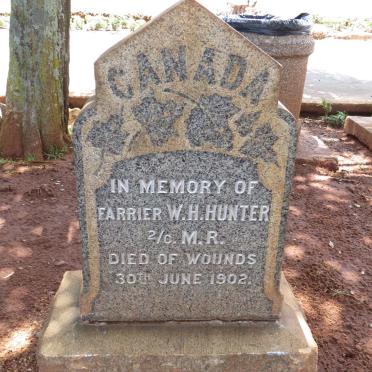 CANADA
IN MEMORY OF
FARRIER W.H.HUNTER
2/C. M.R.
DIED OF WOUNDS
30TH JUNE 1902.